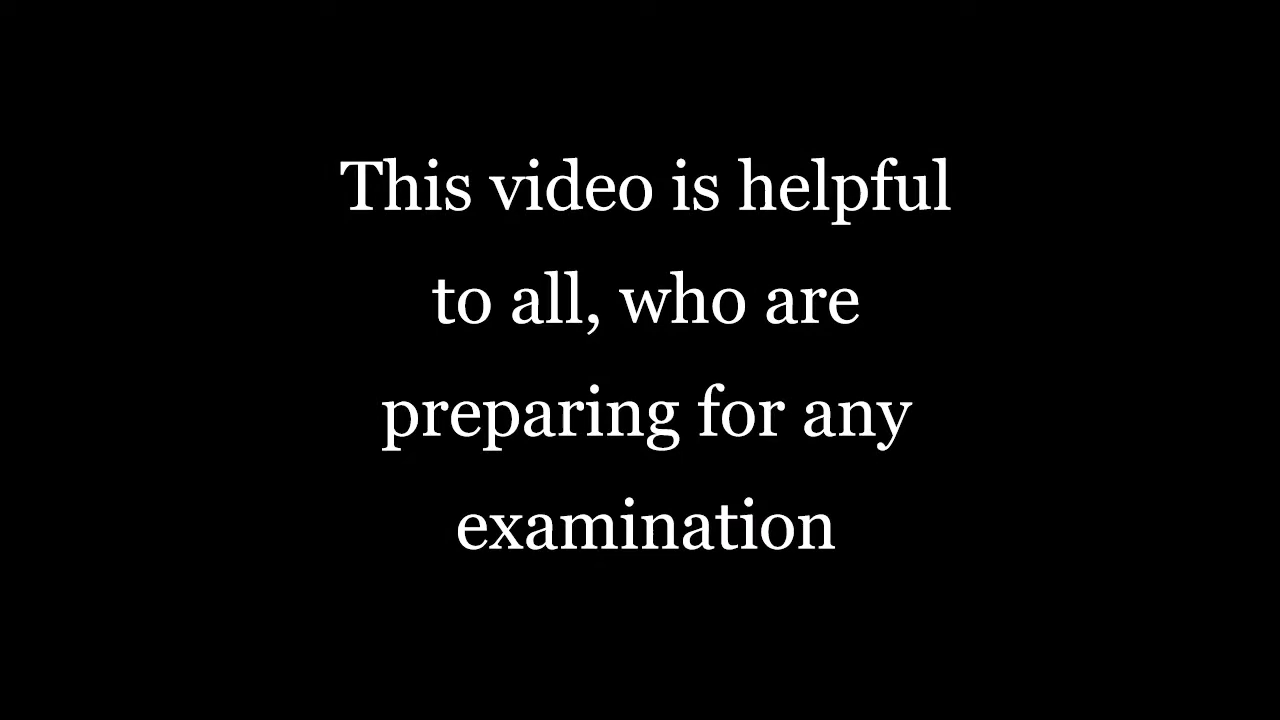 This video is helpful
to all, who are
preparing for any
examination